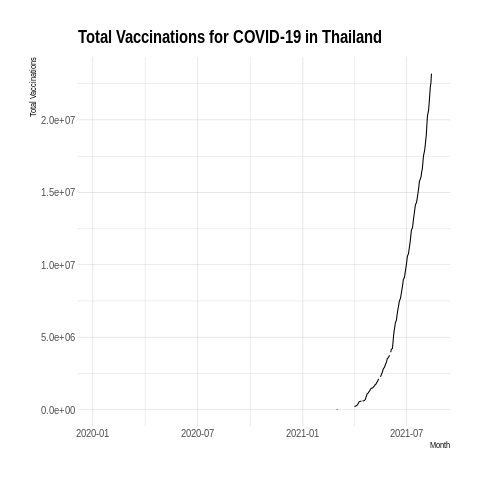 Total Vaccinations for COVID-19 in Thailand
Total Vaccinations
2.0e+07
1.5e+07
1.0e+07
5.0e+06
0.0e+00
2020-01 2020-07 2021-01 2021-07
Month